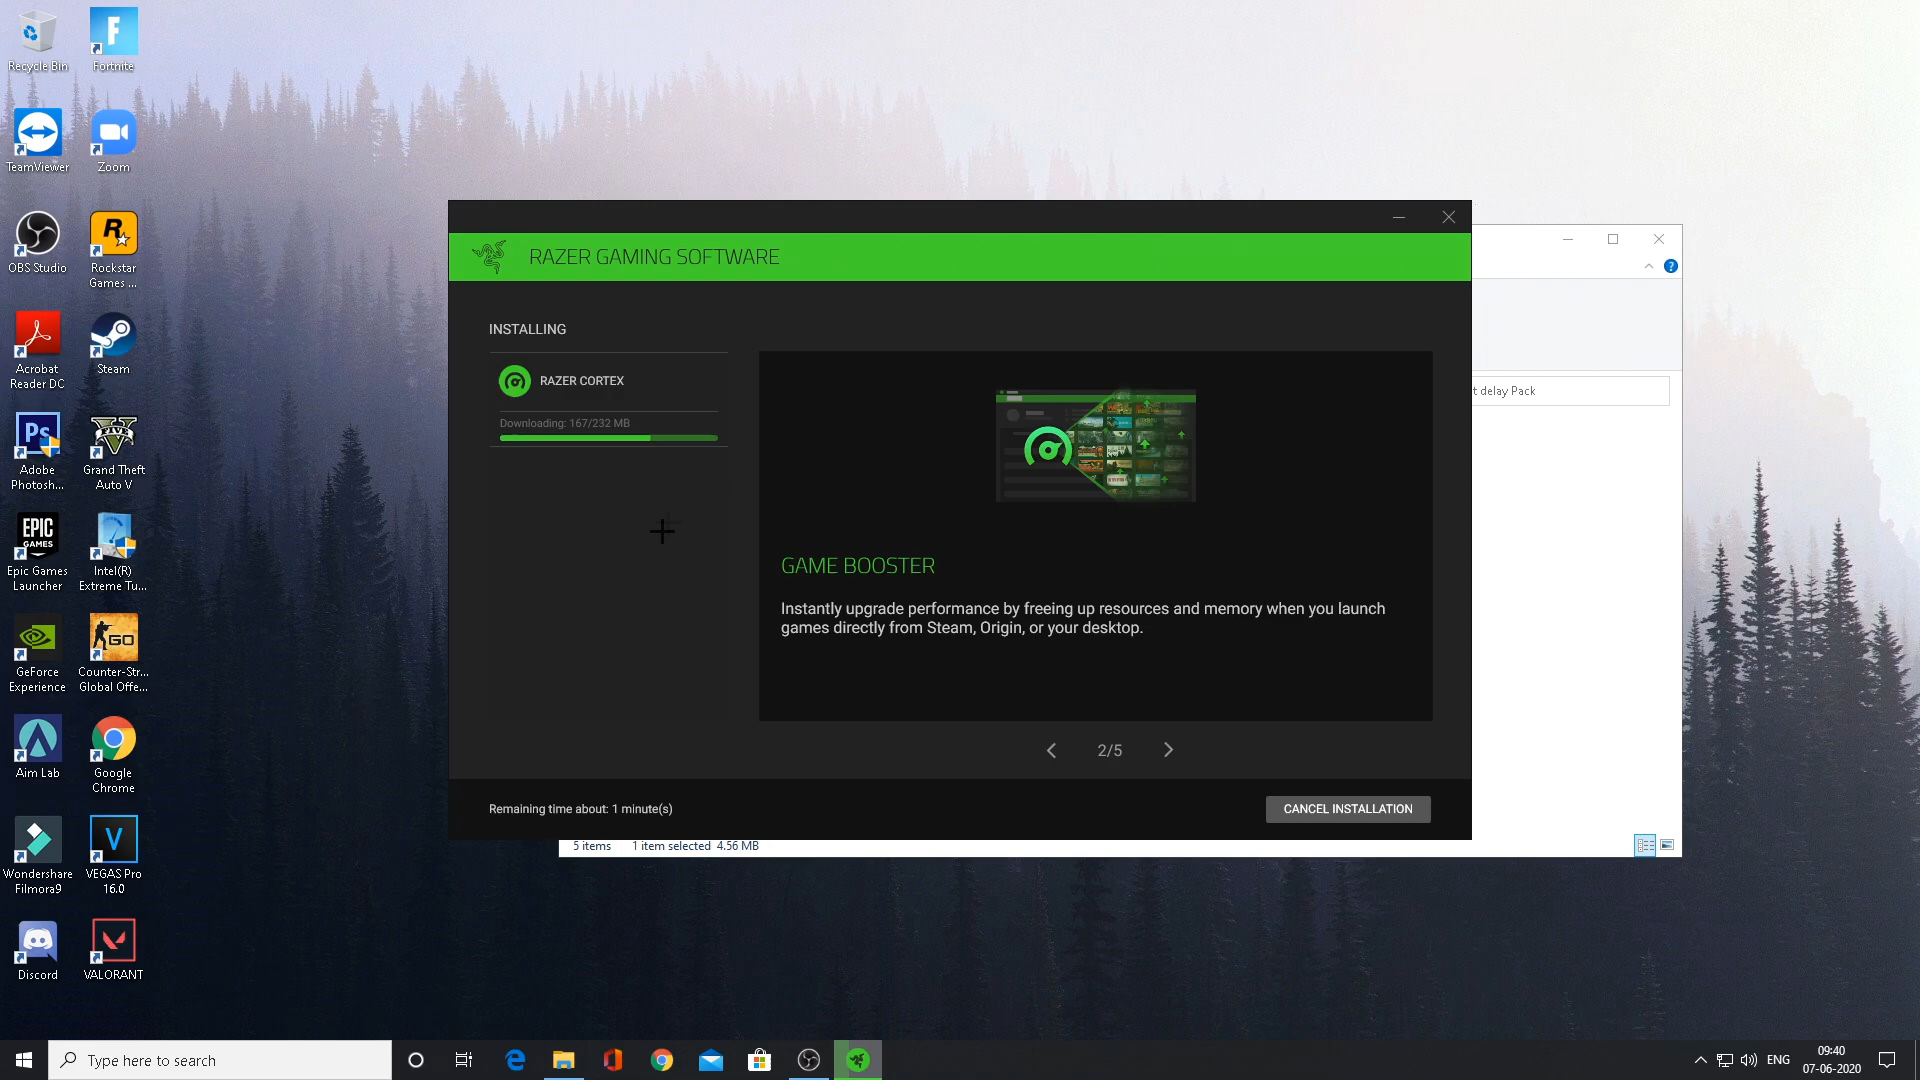 Recycle Bin
Fortnite
TeamViewer
Zoom
OBS Studio
Rockstar
Games ...
Acrobat
Reader DC
Steam
Ps
Adobe
Photosh...
FIVE
Grand Theft
Auto V
EPIC
GAMES
Epic Games
Launcher
Intel(R)
Extreme Tu...
GeForce
Experience
GO
Counter-Str...
Global Offe...
Aim Lab
Google
Chrome
Wondershare
Filmora9
V
VEGAS Pro
16.0
Discord
VALORANT
RAZER GAMING SOFTWARE
INSTALLING
RAZER CORTEX
Downloading: 167/232 MB
GAME BOOSTER
Instantly upgrade performance by freeing up resources and memory when you launch
games directly from Steam, Origin, or your desktop.
2/5
Remaining time about: 1 minute(s)
CANCEL INSTALLATION
t delay Pack
5 items 1 item selected 4.56 MB
Type here to search
ENG
09:40
07-06-2020